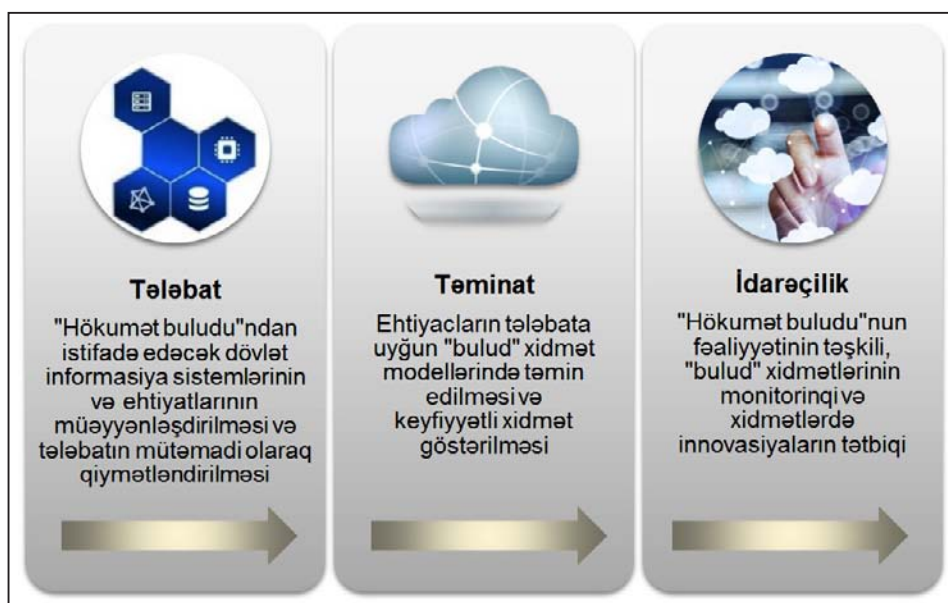 Tələbat
"Hökumət buludu"ndan
istifadə edəcək dövlət
informasiya sistemlərinin
və ehtiyatlarının
müəyyənləşdirilməsi və
tələbatın mütəmadi olaraq
qiymətləndirilməsi
Təminat
Ehtiyacların tələbata
uyğun "bulud" xidmət
modellərində təmin
edilməsi və
keyfiyyətli xidmət
göstərilməsi
İdarəçilik
"Hökumət buludu"nun
fəaliyyətinin təşkili,
"bulud" xidmətlərinin
monitorinqi və
xidmətlərdə
innovasiyaların tətbiqi